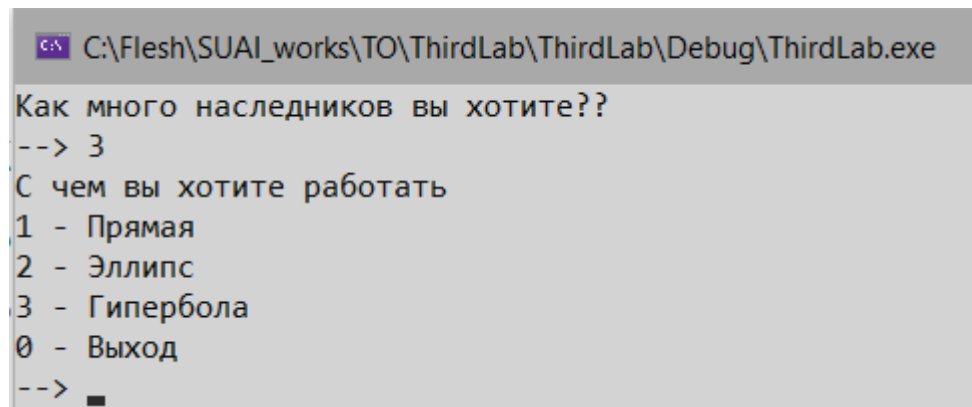 C:\Flesh\SUAI_works\TO\ThirdLab\ThirdLab\Debug\ThirdLab.exe
Как много наследников вы хотите??
--> 3
С чем вы хотите работать
1 - Прямая
2 - Эллипс
3 - Гипербола
0 - Выход
-->